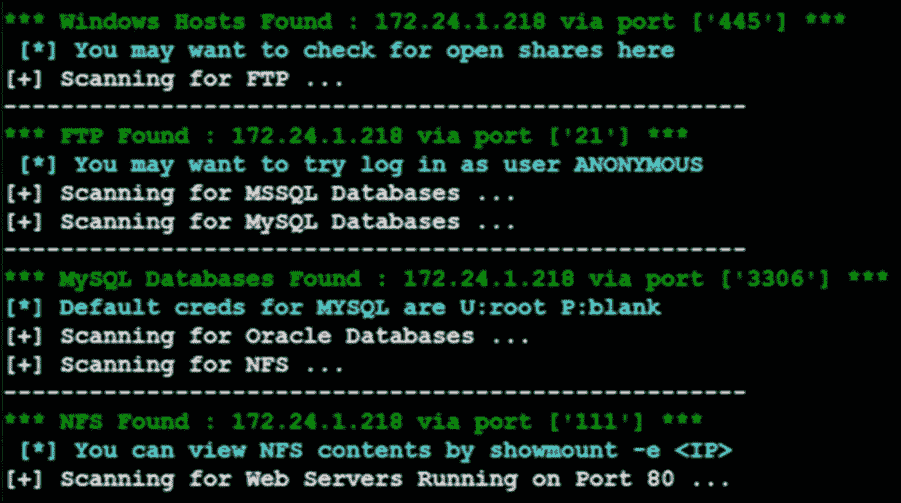 *** Windows Hosts Found : 172.24.1.218 via port ['445'] ***
[*] You may want to check for open shares here
[+] Scanning for FTP ...
----------------------------------------------------
*** FTP Found : 172.24.1.218 via port ['21'] ***
[*] You may want to try log in as user ANONYMOUS
[+] Scanning for MSSQL Databases ...
[+] Scanning for MySQL Databases ...
----------------------------------------------------
*** MySQL Databases Found : 172.24.1.218 via port ['3306'] ***
[*] Default creds for MYSQL are U:root P:blank
[+] Scanning for Oracle Databases ...
[+] Scanning for NFS ...
----------------------------------------------------
*** NFS Found : 172.24.1.218 via port ['111'] ***
[*] You can view NFS contents by showmount -e <IP>
[+] Scanning for Web Servers Running on Port 80 ...